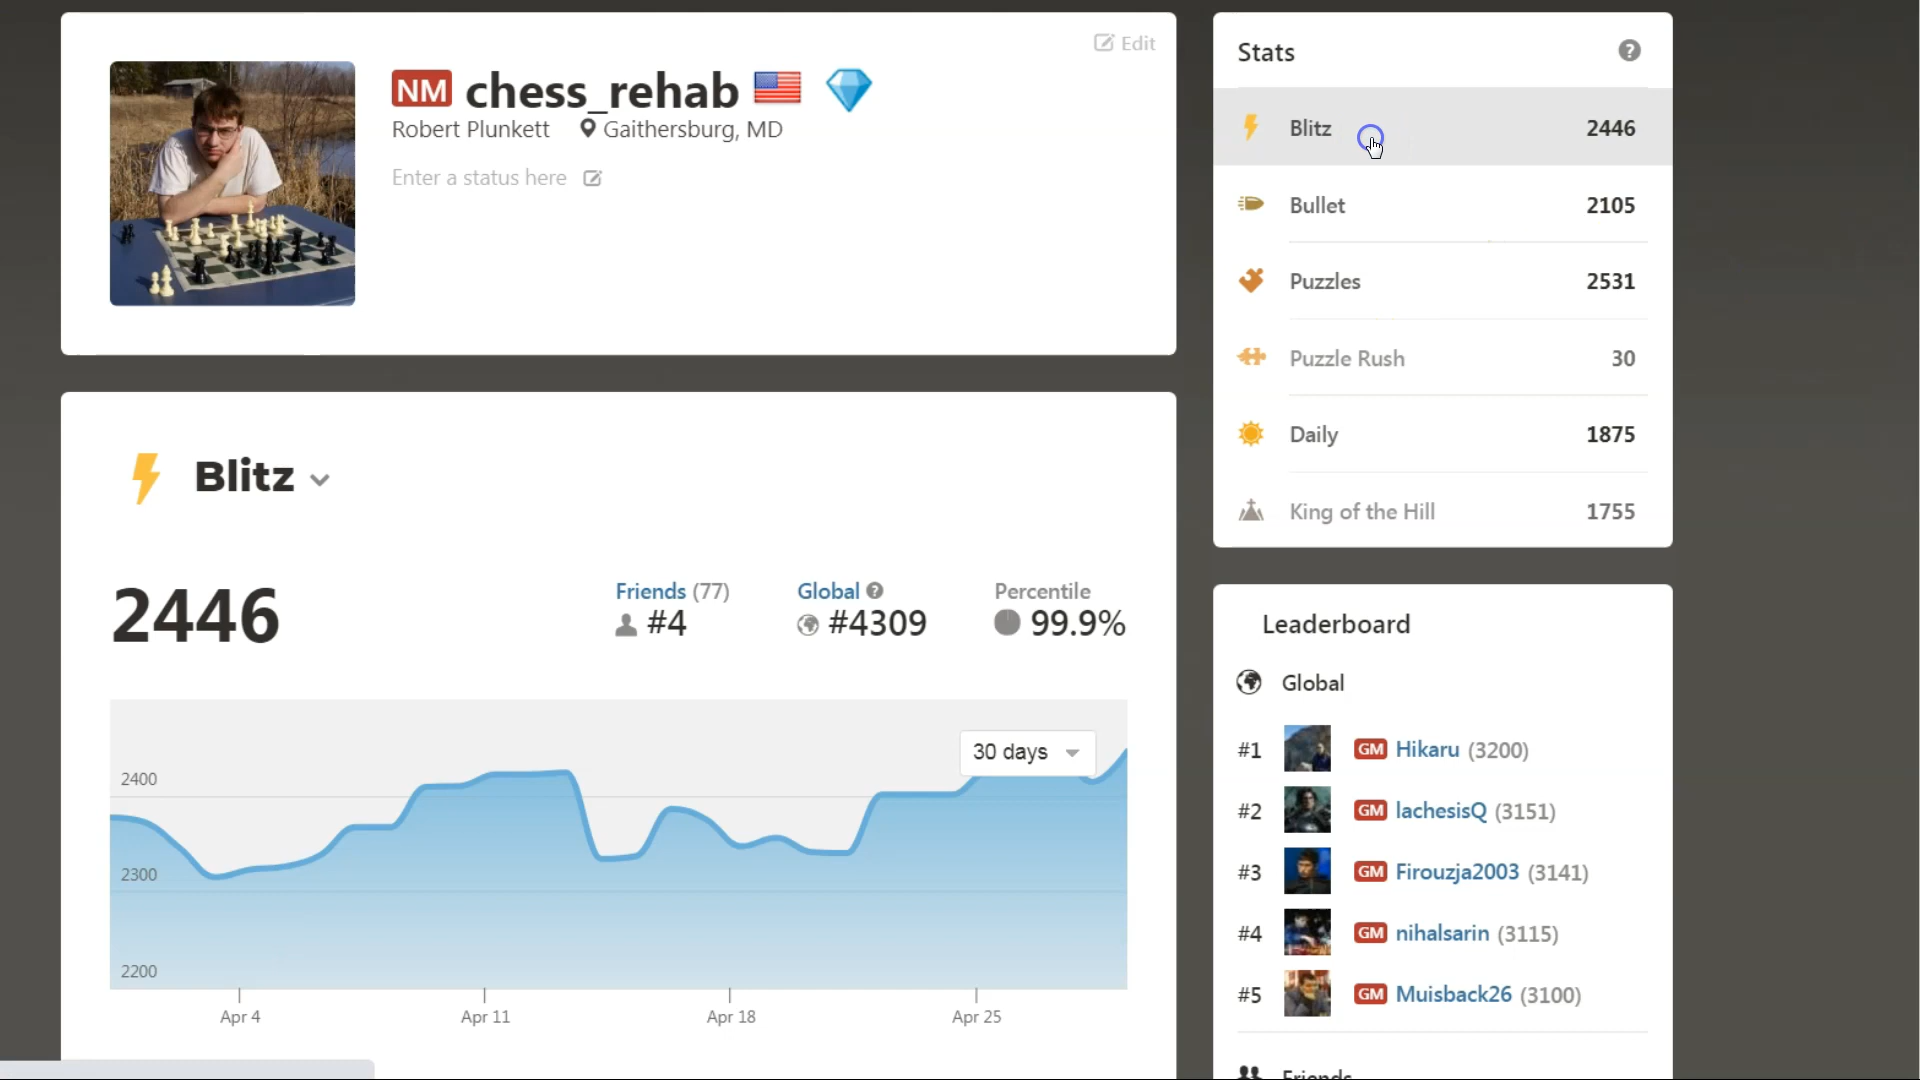 Edit
NM chess_rehab
Robert Plunkett Gaithersburg, MD
Enter a status here
Blitz
2446
Friends (77)
#4
Global
#4309
Percentile
99.9%
30 days
2400
2300
2200
Apr 4 Apr 11 Apr 18 Apr 25
Stats
Blitz 2446
Bullet 2105
Puzzles 2531
Puzzle Rush 30
Daily 1875
King of the Hill 1755
Leaderboard
Global
#1 GM Hikaru (3200)
#2 GM lachesisQ (3151)
#3 GM Firouzja2003 (3141)
#4 GM nihalsarin (3115)
#5 GM Muisback26 (3100)
Friends